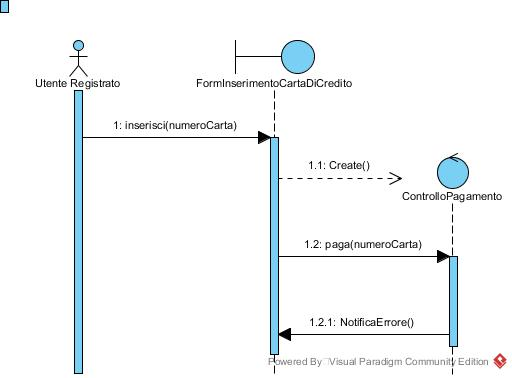 Utente Registrato
FormInserimentoCartaDiCredito
1: inserisci(numeroCarta)
1.1: Create()
ControlloPagamento
1.2: paga(numeroCarta)
1.2.1: NotificaErrore()
Powered By Visual Paradigm Community Edition